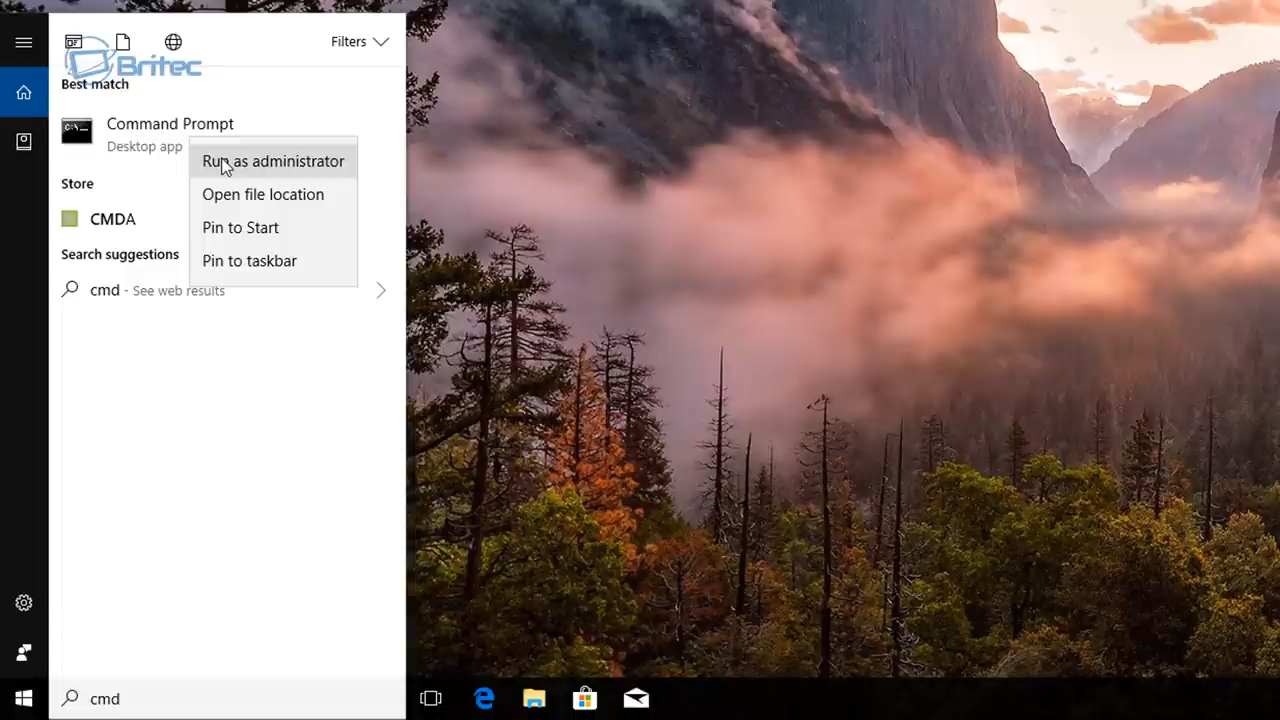 Filters
Britec
Best match
Command Prompt
Desktop app
Run as administrator
Store
Open file location
CMDA
Pin to Start
Search suggestions
Pin to taskbar
cmd - See web results
cmd